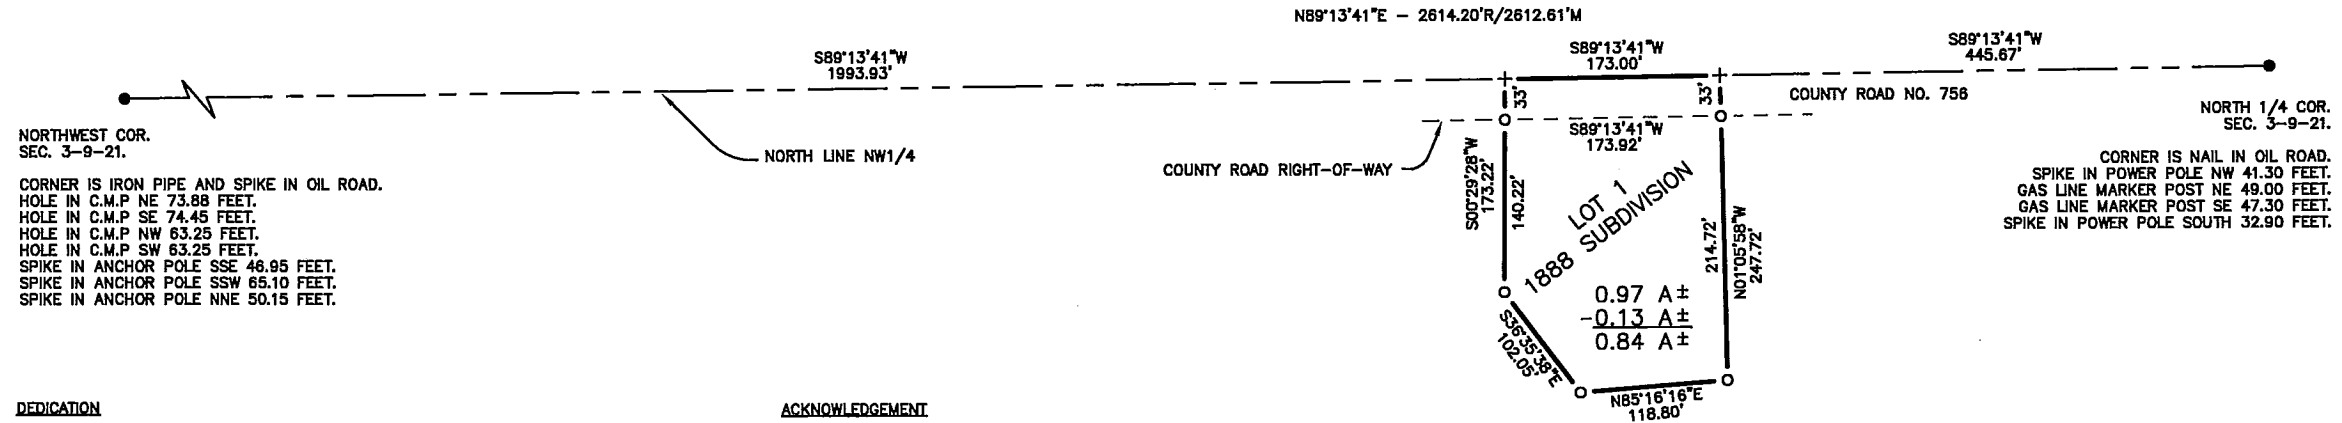 N89°13'41"E - 2614.20'R/2612.61'M
S89°13'41"W
1993.93'
S89°13'41"W
173.00'
S89°13'41"W
445.67'
33'
33'
COUNTY ROAD NO. 756
NORTHWEST COR.
SEC. 3-9-21.
NORTH 1/4 COR.
SEC. 3-9-21.
NORTH LINE NW1/4
COUNTY ROAD RIGHT-OF-WAY
S89°13'41"W
173.92'
CORNER IS IRON PIPE AND SPIKE IN OIL ROAD.
HOLE IN C.M.P NE 73.88 FEET.
HOLE IN C.M.P SE 74.45 FEET.
HOLE IN C.M.P NW 63.25 FEET.
HOLE IN C.M.P SW 63.25 FEET.
SPIKE IN ANCHOR POLE SSE 46.95 FEET.
SPIKE IN ANCHOR POLE SSW 65.10 FEET.
SPIKE IN ANCHOR POLE NNE 50.15 FEET.
CORNER IS NAIL IN OIL ROAD.
SPIKE IN POWER POLE NW 41.30 FEET.
GAS LINE MARKER POST NE 49.00 FEET.
GAS LINE MARKER POST SE 47.30 FEET.
SPIKE IN POWER POLE SOUTH 32.90 FEET.
S00°29'28"W
173.22'
140.22'
LOT 1
1888 SUBDIVISION
214.72'
N01°05'58"W
247.72'
0.97 A±
-0.13 A±
0.84 A±
S36°35'38"E
102.05'
N85°16'16"E
118.80'
DEDICATION
ACKNOWLEDGEMENT